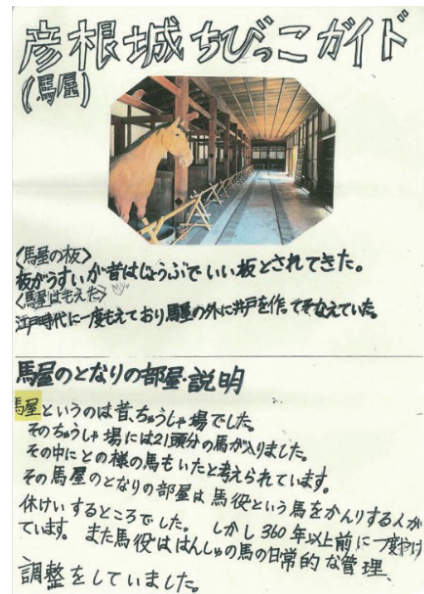 彦根城ちびっこガイド
(馬屋)
〈馬屋の板〉
板がうすいが昔はじょうぶでいい板とされてきた。
〈馬屋はもえた〉
江戸時代に一度もえており馬屋の外に井戸を作ってそなえていた。
馬屋のとなりの部屋・説明
馬屋というのは昔、ちゅうしゃ場でした。
そのちゅうしゃ場には21頭分の馬が入りました。
その中にとの様の馬もいたと考えられています。
その馬屋のとなりの部屋は馬役という馬をかんりする人が
休けいするところでした。しかし360年以上前に一度やけ
ています。また馬役ははんしゅの馬の日常的な管理、
調整をしていました。